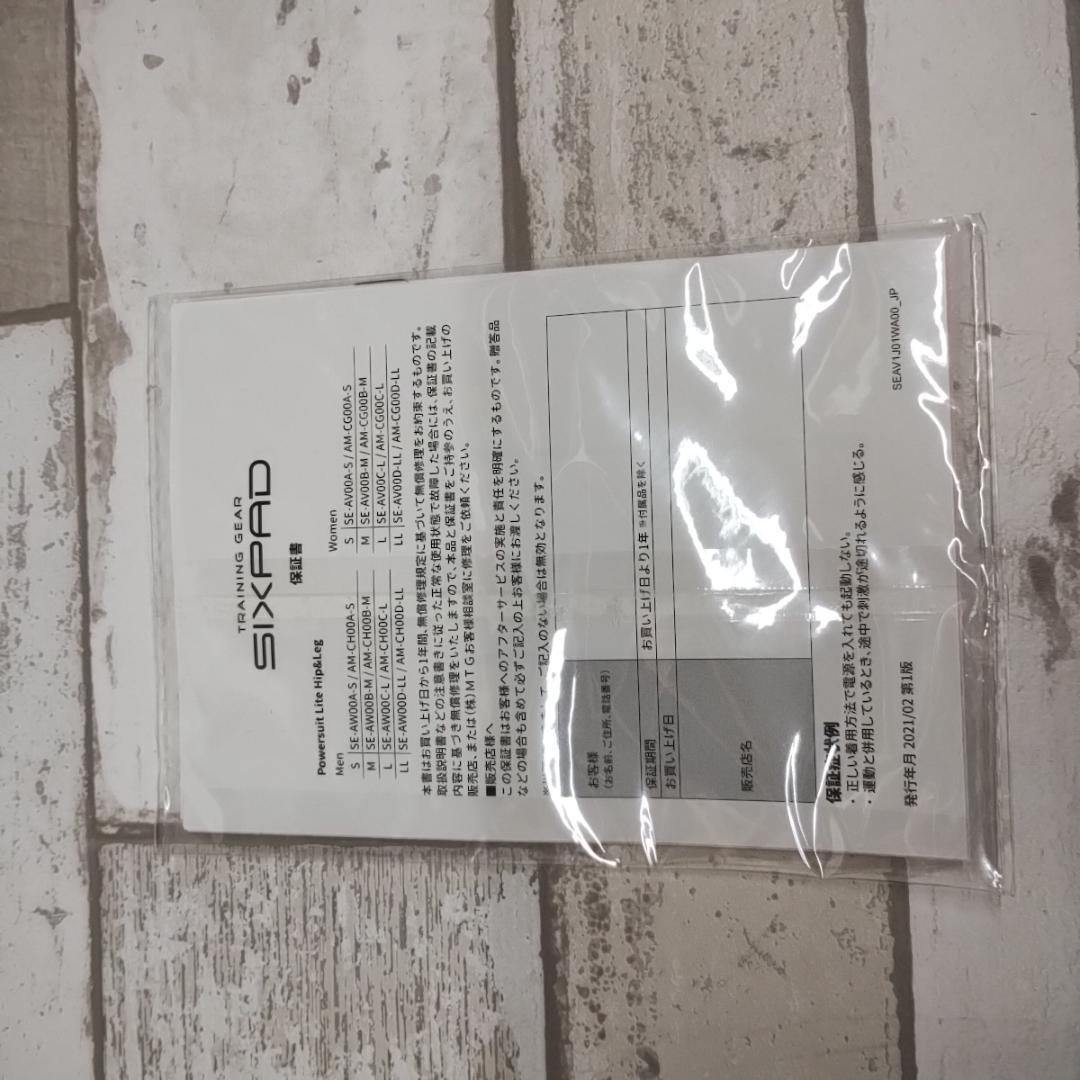 TRAINING GEAR
SIXPAD
保証書
Powersuit Lite Hip&Leg
Men
S SE-AW00A-S / AM-CH00A-S
M SE-AW00B-M / AM-CH00B-M
L SE-AW00C-L / AM-CH00C-L
LL SE-AW00D-LL / AM-CH00D-LL
Women
S SE-AV00A-S / AM-CG00A-S
M SE-AV00B-M / AM-CG00B-M
L SE-AV00C-L / AM-CG00C-L
LL SE-AV00D-LL / AM-CG00D-LL
本書はお買い上げ日から1年間、無償修理規定に基づいて無償修理をお約束するものです。
取扱説明書などの注意書きに従った正常な使用状態で故障した場合には、保証書の記載
内容に基づき無償修理をいたしますので、本品と保証書をご持参のうえ、お買い上げの
販売店 または(株)MTGお客様相談室に修理をご依頼ください。
■販売店様へ
この保証書はお客様へのアフターサービスの実施と責任を明確にするものです。贈答品
などの場合も含めて必ずご記入の上お客様にお渡しください。
ご記入のない場合は無効となります。
お客様
(お名前、ご住所、電話番号)
保証期間 お買い上げ日より1年 ※付属品を除く
お買い上げ日
販売店名
保証症状例
・正しい着用方法で電源を入れても起動しない。
・運動と併用しているとき、途中で刺激が途切れるように感じる。
発行年月 2021/02 第1版
SEAV1J01WA00_JP